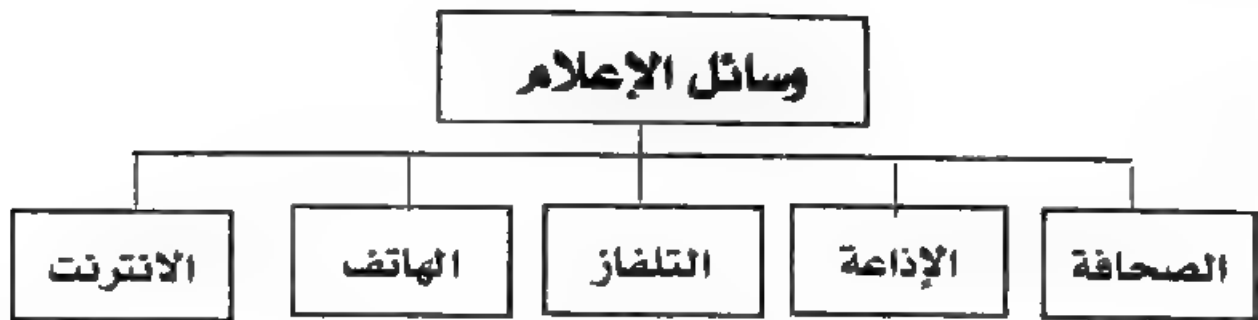 وسائل الإعلام
الصحافة
الإذاعة
التلفاز
الهاتف
الانترنت